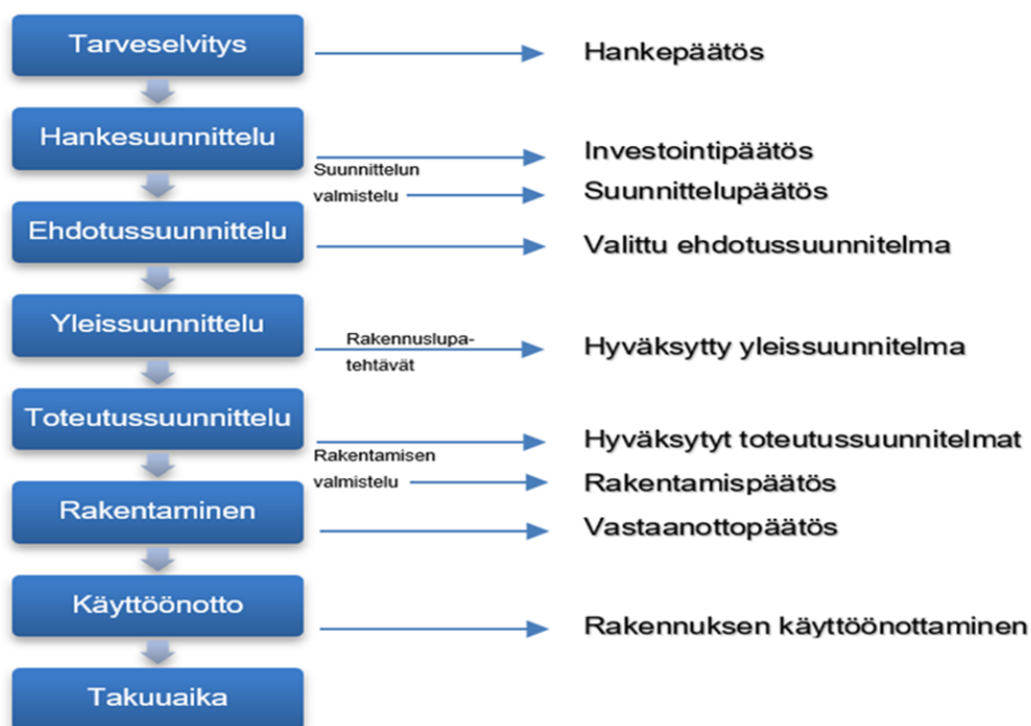 Tarveselvitys
Hankepäätös
Hankesuunnittelu
Investointipäätös
Suunnittelun
valmistelu
Suunnittelupäätös
Ehdotussuunnittelu
Valittu ehdotussuunnitelma
Yleissuunnittelu
Rakennuslupa-
tehtävät
Hyväksytty yleissuunnitelma
Toteutussuunnittelu
Hyväksytyt toteutussuunnitelmat
Rakentamisen
valmistelu
Rakentamispäätös
Rakentaminen
Vastaanottopäätös
Käyttöönotto
Rakennuksen käyttöönottaminen
Takuuaika